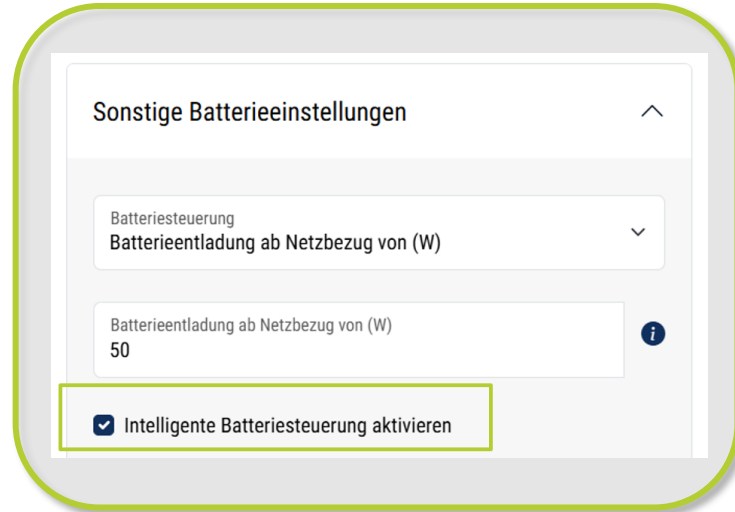 Sonstige Batterieeinstellungen
Batteriesteuerung
Batterieentladung ab Netzbezug von (W)
Batterieentladung ab Netzbezug von (W)
50
i
Intelligente Batteriesteuerung aktivieren